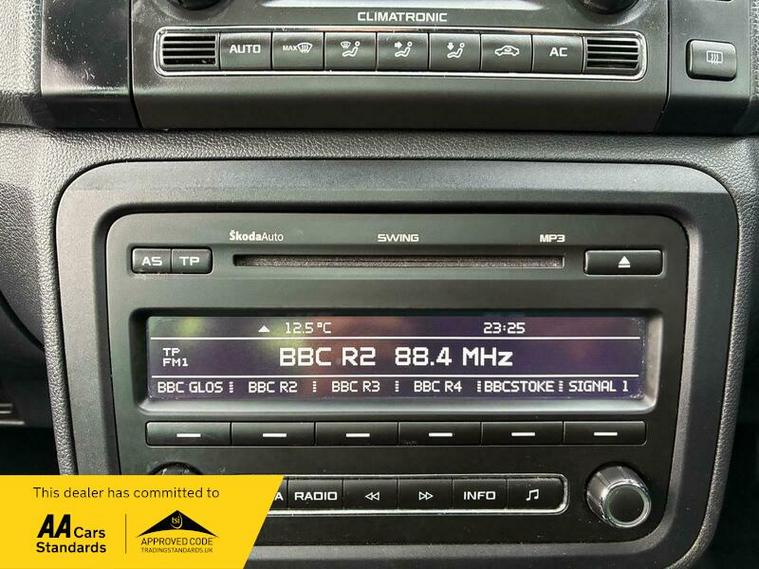 CLIMATRONIC
AUTO MAX AC
ŠkodaAuto SWING MP3
AS TP
12.5°C 23:25
TP
FM1
BBC R2 88.4 MHz
BBC GLOS BBC R2 BBC R3 BBC R4 BBCSTOKE SIGNAL 1
RADIO INFO
This dealer has committed to
AA Cars
Standards
tsi
APPROVED CODE
TRADINGSTANDARDS.UK